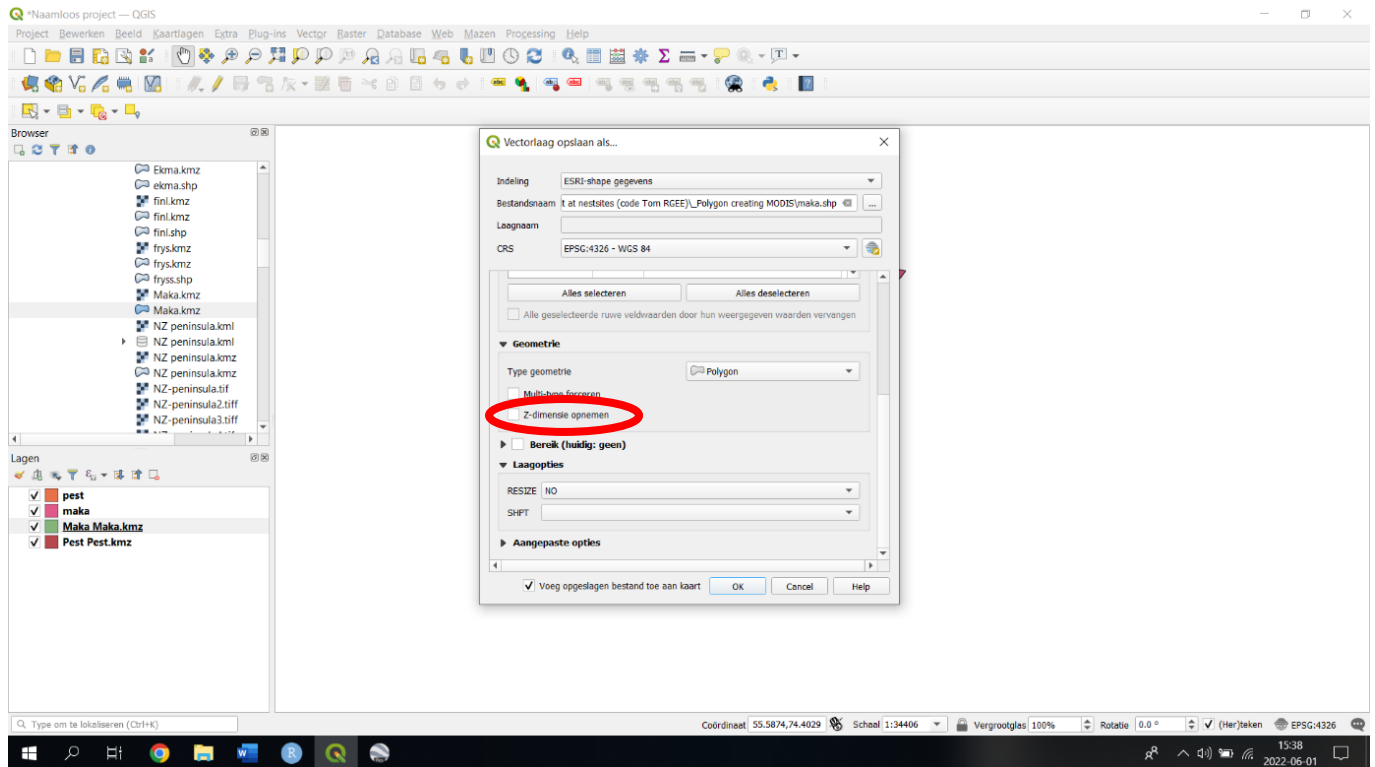 *Naamloos project — QGIS
Project Bewerken Beeld Kaartlagen Extra Plug-ins Vector Raster Database Web Mazen Processing Help
Browser
Ekma.kmz
ekma.shp
finl.kmz
finl.kmz
finl.shp
frys.kmz
frys.kmz
fryss.shp
Maka.kmz
Maka.kmz
NZ peninsula.kml
NZ peninsula.kml
NZ peninsula.kmz
NZ peninsula.kmz
NZ-peninsula.tif
NZ-peninsula2.tiff
NZ-peninsula3.tiff
Lagen
pest
maka
Maka Maka.kmz
Pest Pest.kmz
Vectorlaag opslaan als...
Indeling ESRI-shape gegevens
Bestandsnaam t at nestsites (code Tom RGEE)\_Polygon creating MODIS\maka.shp ...
Laagnaam
CRS EPSG:4326 - WGS 84
Alles selecteren Alles deselecteren
Alle geselecteerde ruwe veldwaarden door hun weergegeven waarden vervangen
Geometrie
Type geometrie Polygon
Multi-type forceren
Z-dimensie opnemen
Bereik (huidig: geen)
Laagopties
RESIZE NO
SHPT
Aangepaste opties
Voeg opgeslagen bestand toe aan kaart OK Cancel Help
Type om te lokaliseren (Ctrl+K) Coördinaat 55.5874,74.4029 Schaal 1:34406 Vergrootglas 100% Rotatie 0.0 ° (Her)teken EPSG:4326
15:38
2022-06-01